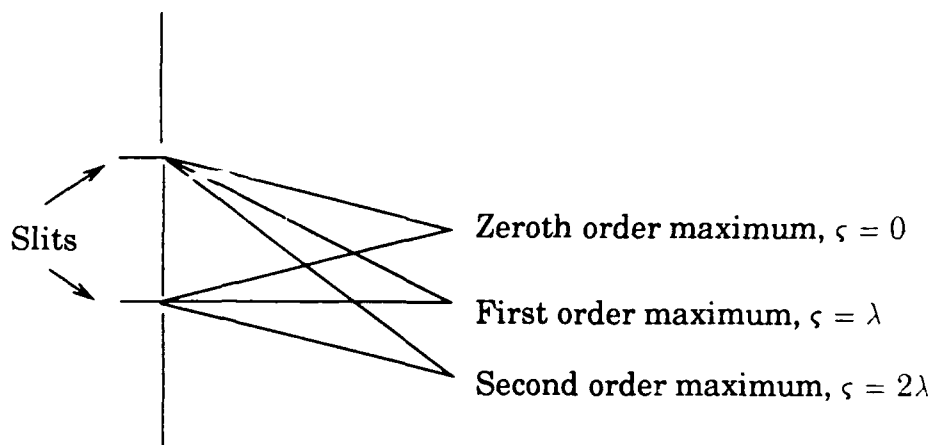 Zeroth order maximum, ς = 0
Slits
First order maximum, ς = λ
Second order maximum, ς = 2λ